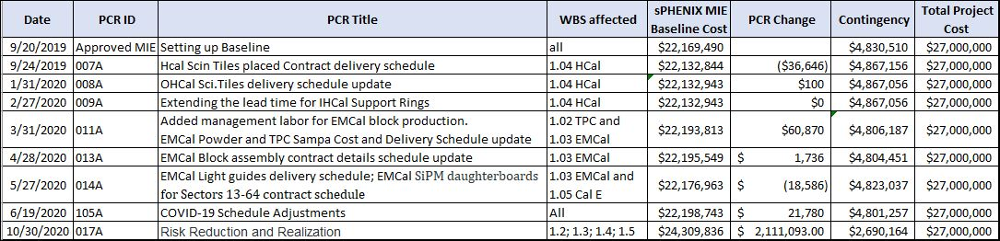 Date PCR ID PCR Title WBS affected sPHENIX MIE Baseline Cost PCR Change Contingency Total Project Cost
9/20/2019 Approved MIE Setting up Baseline all $22,169,490 $4,830,510 $27,000,000
9/24/2019 007A Hcal Scin Tiles placed Contract delivery schedule 1.04 HCal $22,132,844 ($36,646) $4,867,156 $27,000,000
1/31/2020 008A OHCal Sci.Tiles delivery schedule update 1.04 HCal $22,132,943 $100 $4,867,056 $27,000,000
2/27/2020 009A Extending the lead time for IHCal Support Rings 1.04 HCal $22,132,943 $0 $4,867,056 $27,000,000
3/31/2020 011A Added management labor for EMCal block production.
EMCal Powder and TPC Sampa Cost and Delivery Schedule update 1.02 TPC and
1.03 EMCal $22,193,813 $60,870 $4,806,187 $27,000,000
4/28/2020 013A EMCal Block assembly contract details schedule update 1.03 EMCal $22,195,549 $ 1,736 $4,804,451 $27,000,000
5/27/2020 014A EMCal Light guides delivery schedule; EMCal SiPM daughterboards
for Sectors 13-64 contract schedule 1.03 EMCal and
1.05 Cal E $22,176,963 $ (18,586) $4,823,037 $27,000,000
6/19/2020 105A COVID-19 Schedule Adjustments All $22,198,743 $ 21,780 $4,801,257 $27,000,000
10/30/2020 017A Risk Reduction and Realization 1.2; 1.3; 1.4; 1.5 $24,309,836 $ 2,111,093.00 $2,690,164 $27,000,000